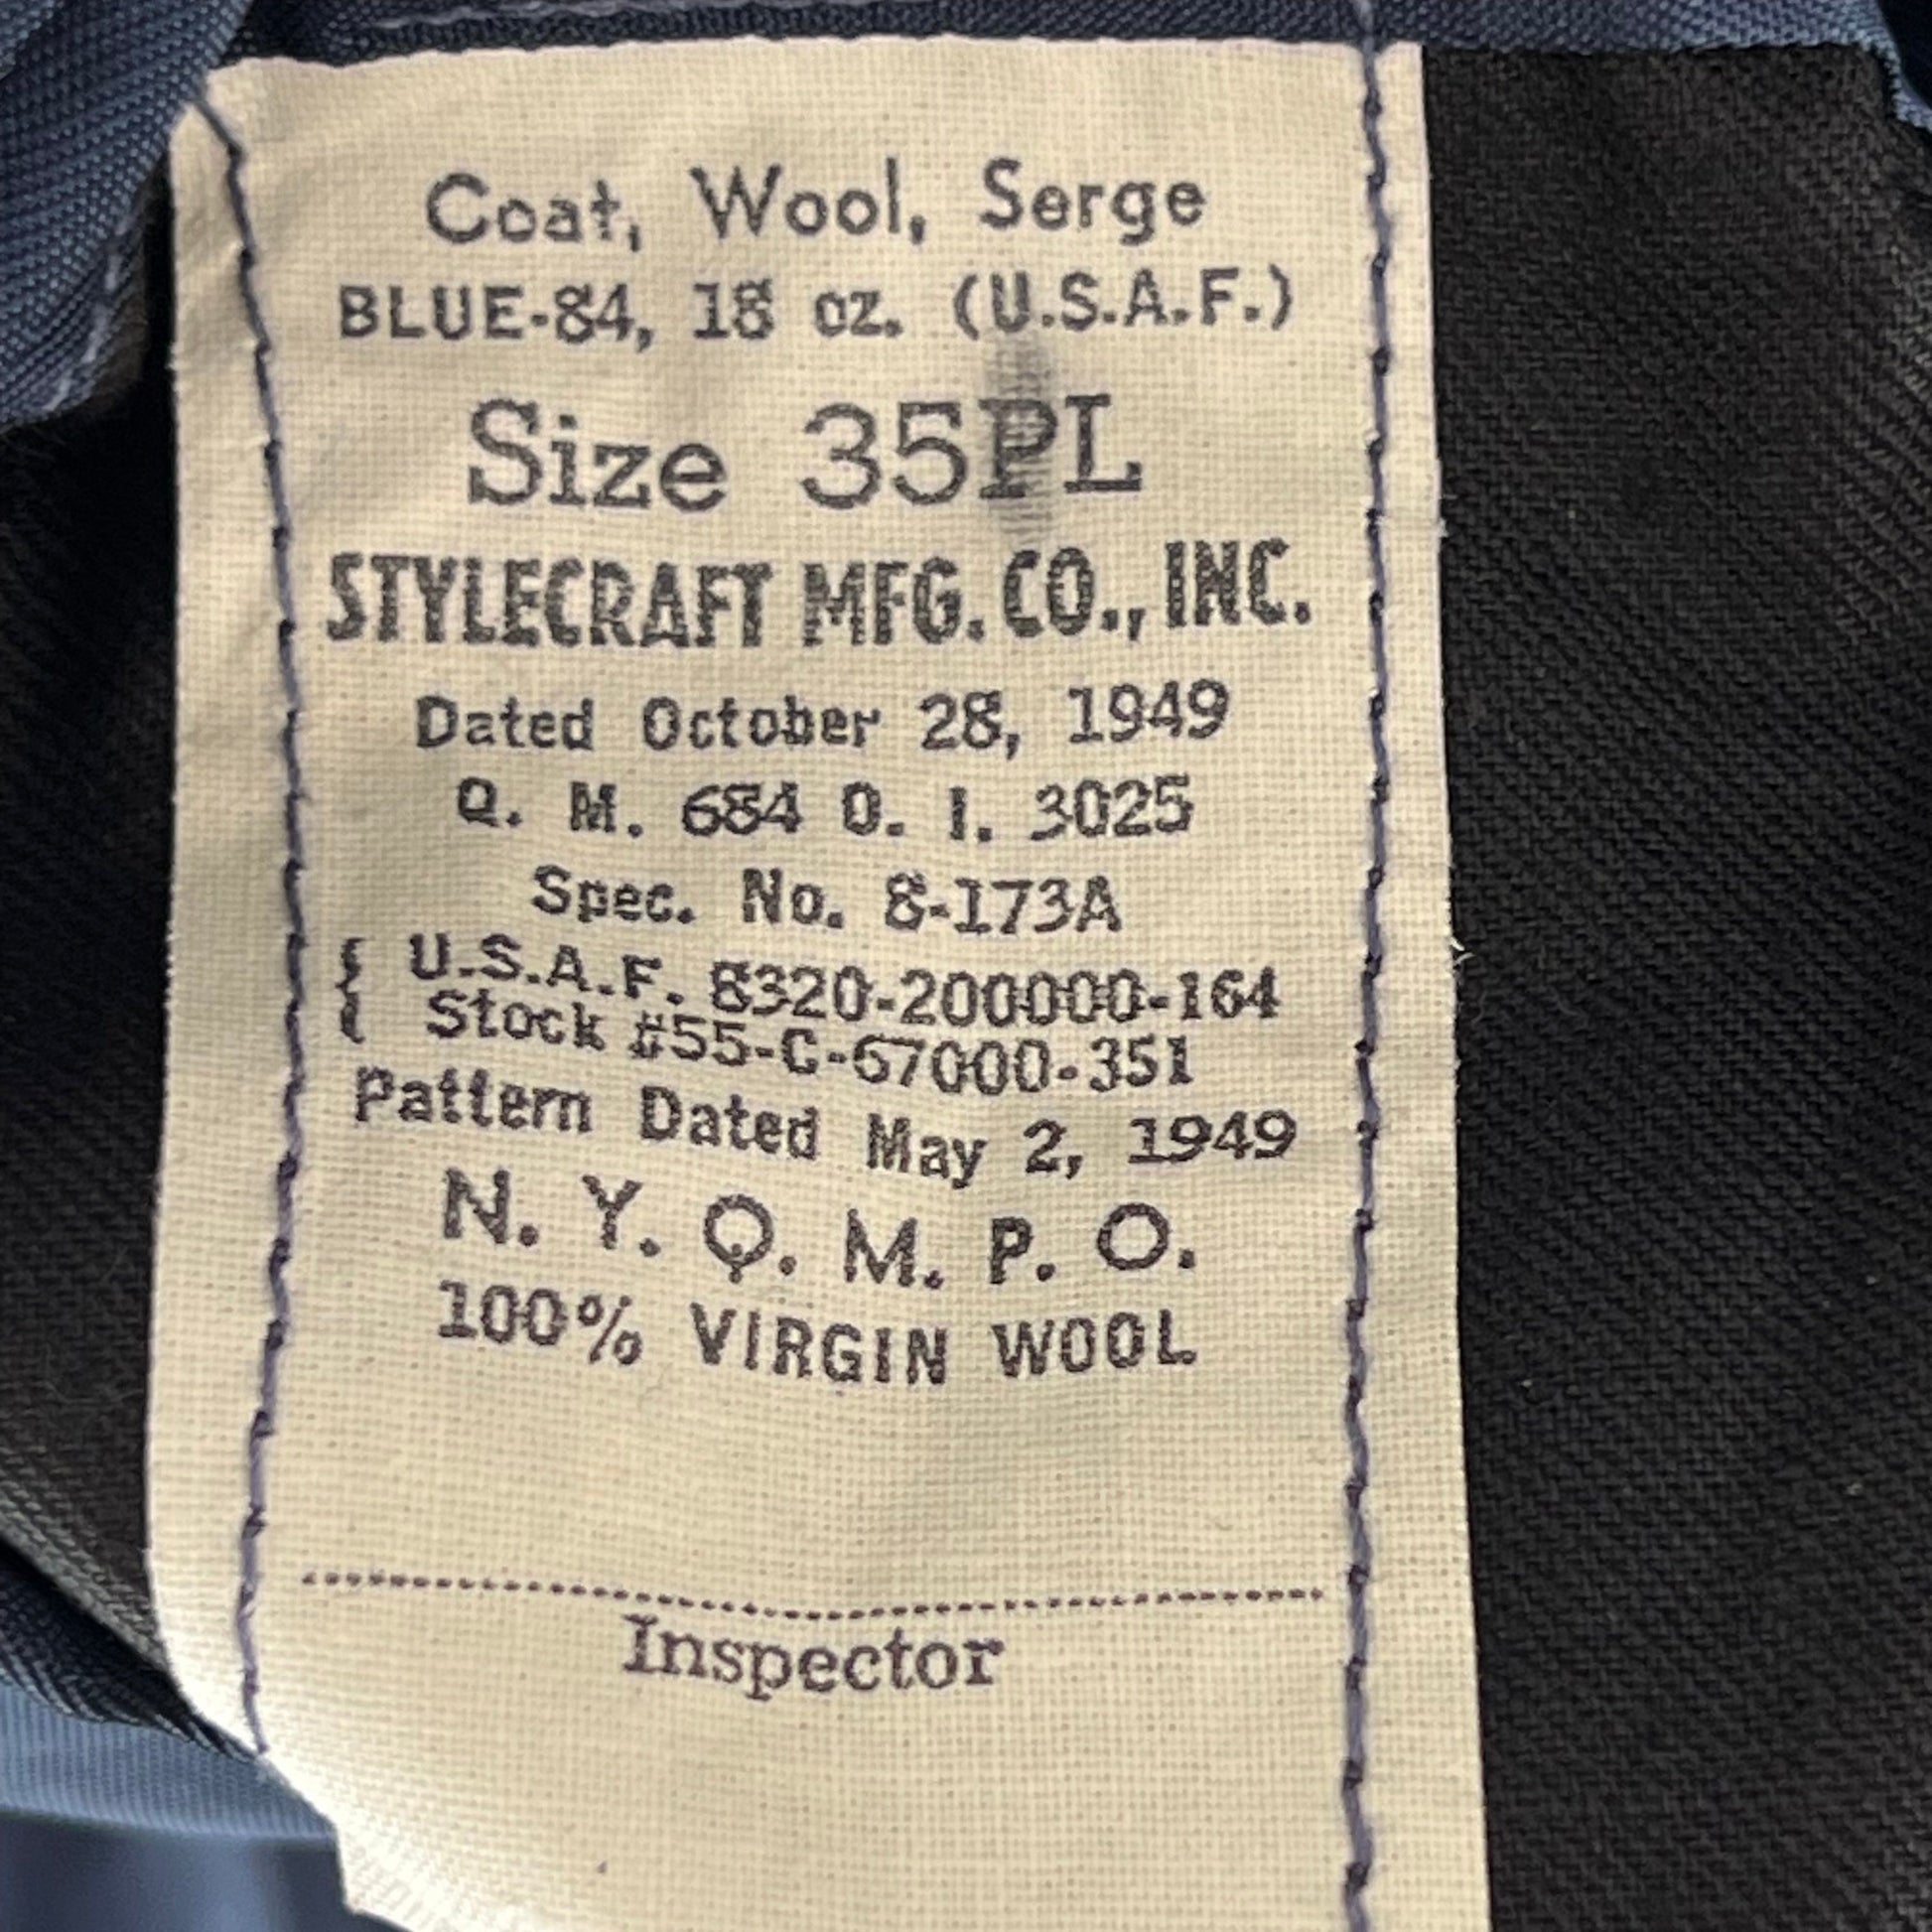 Coat, Wool, Serge
BLUE-84, 18 oz. (U.S.A.F.)
Size 35PL
STYLECRAFT MFG. CO., INC.
Dated October 28, 1949
Q. M. 684 O. I. 3025
Spec. No. 8-173A
{ U.S.A.F. 8320-200000-164
{ Stock #55-C-67000-351
Pattern Dated May 2, 1949
N. Y. Q. M. P. O.
100% VIRGIN WOOL
Inspector